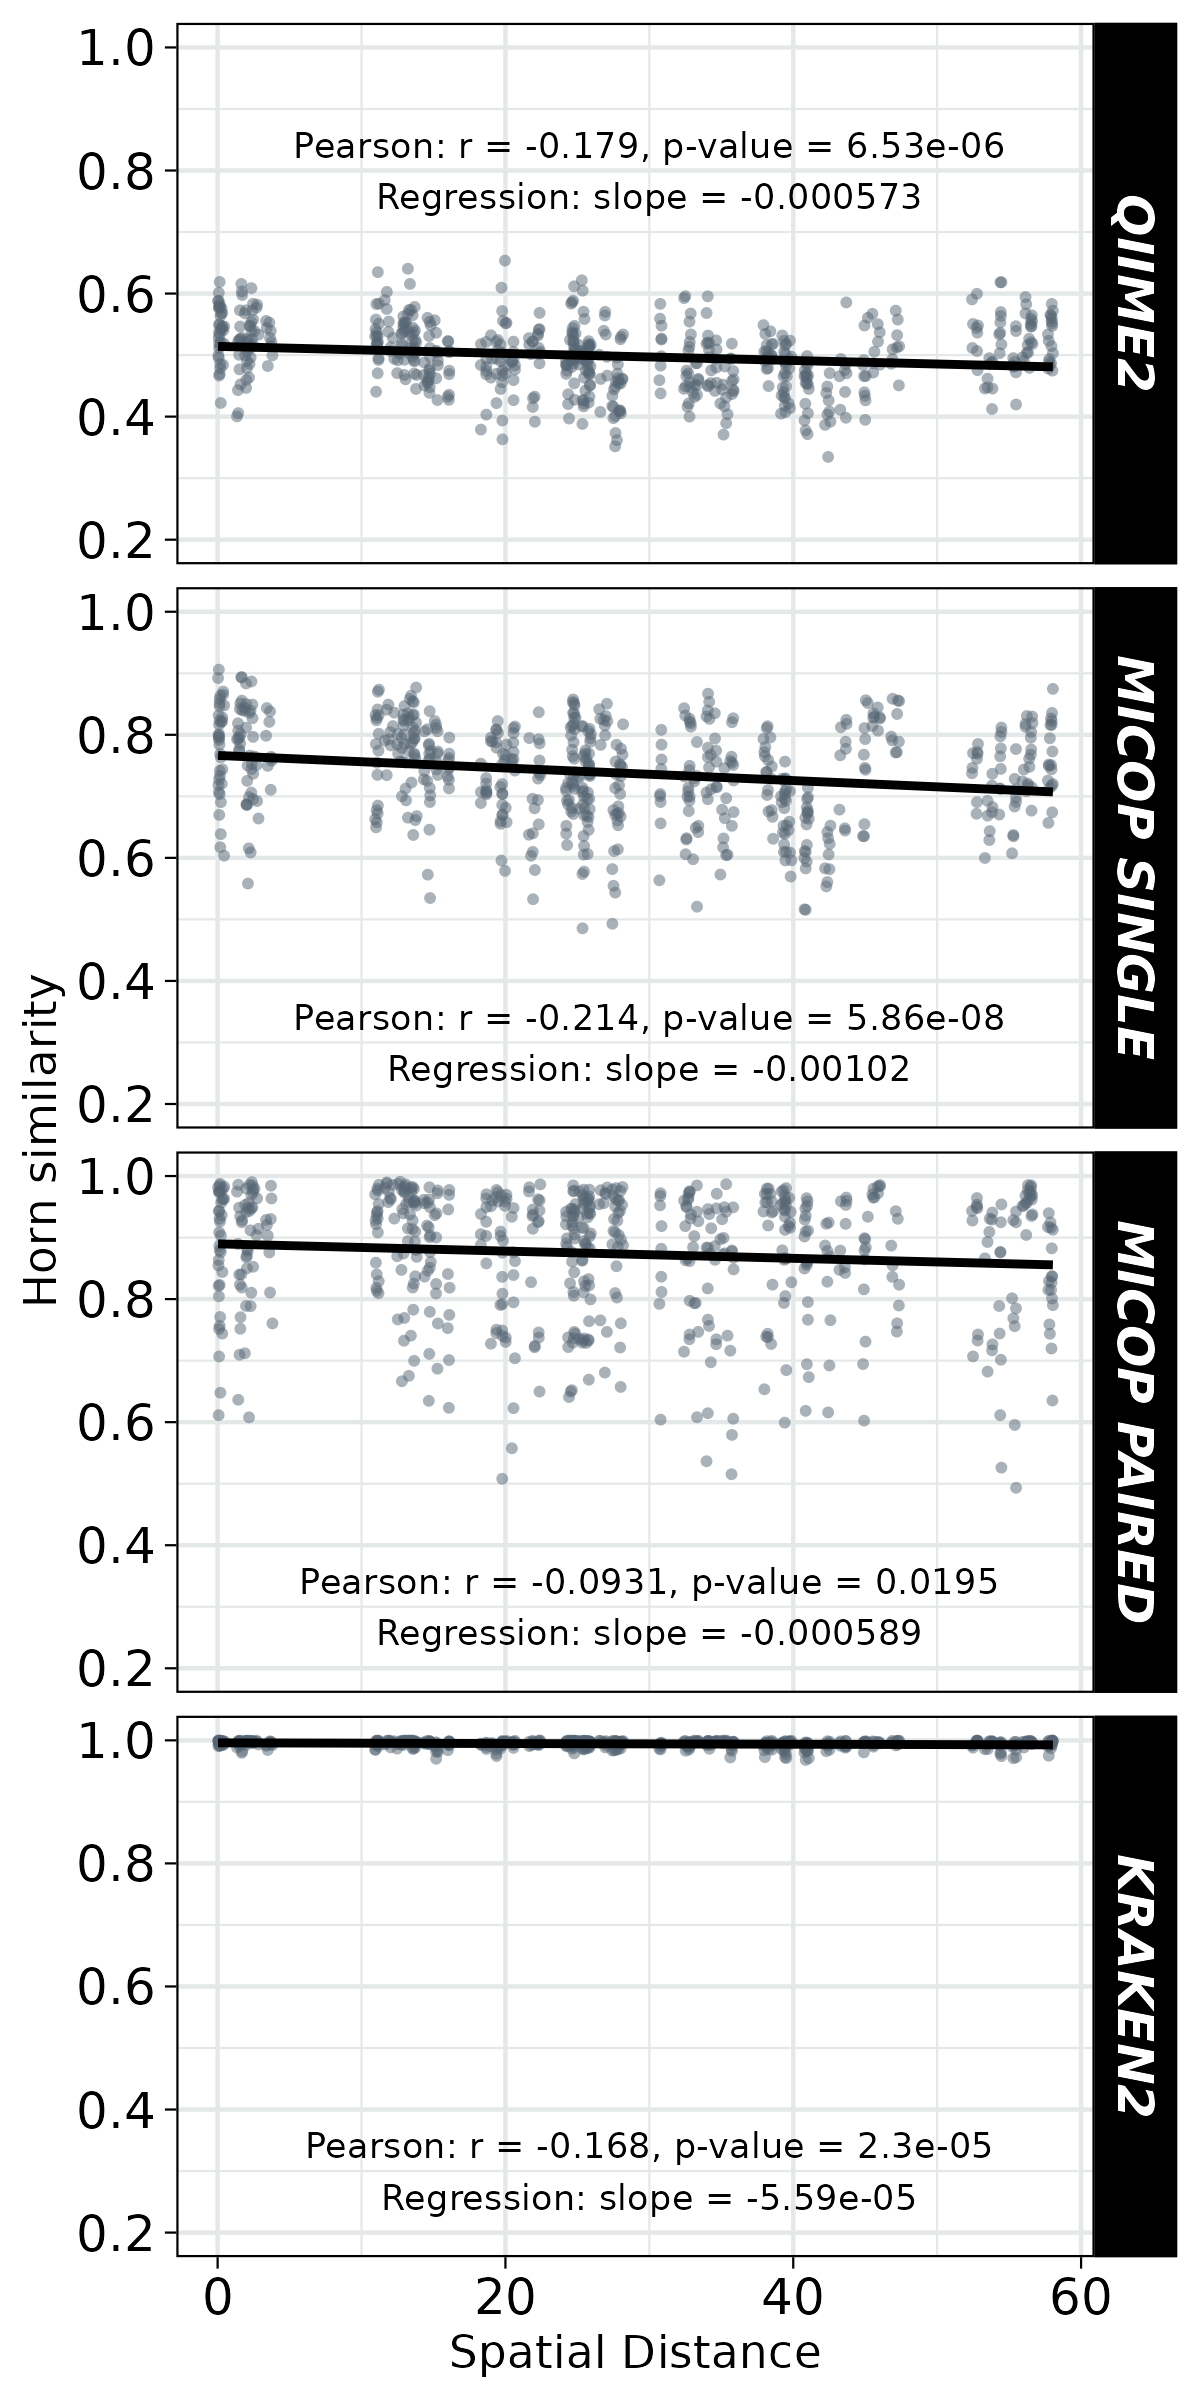 Horn similarity
1.0
0.8
0.6
0.4
0.2
Pearson: r = -0.179, p-value = 6.53e-06
Regression: slope = -0.000573
QIIME2
1.0
0.8
0.6
0.4
0.2
Pearson: r = -0.214, p-value = 5.86e-08
Regression: slope = -0.00102
MICOP SINGLE
1.0
0.8
0.6
0.4
0.2
Pearson: r = -0.0931, p-value = 0.0195
Regression: slope = -0.000589
MICOP PAIRED
1.0
0.8
0.6
0.4
0.2
Pearson: r = -0.168, p-value = 2.3e-05
Regression: slope = -5.59e-05
KRAKEN2
0 20 40 60
Spatial Distance